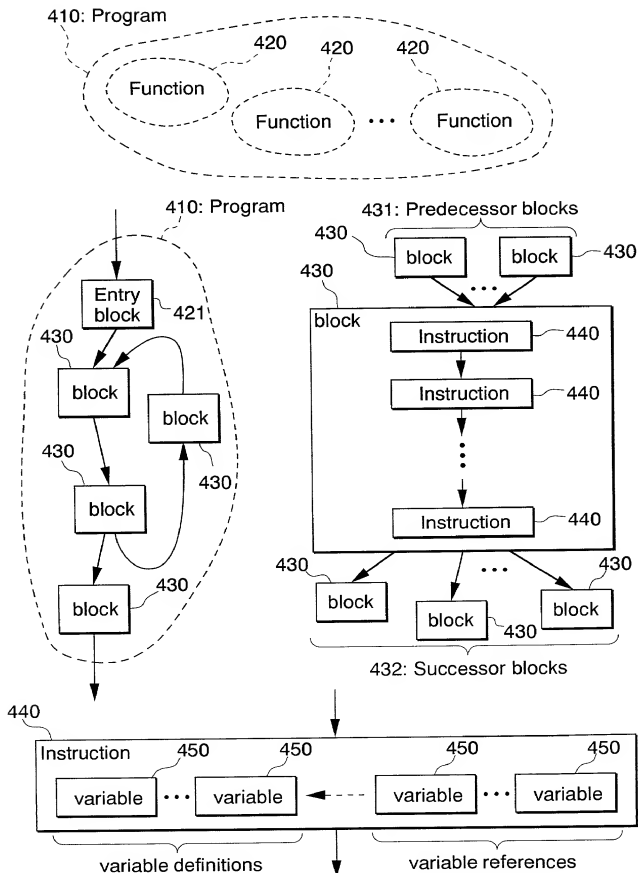 410: Program
420 420 420
Function Function ••• Function
410: Program
Entry
block
421
430
block
block
430
430
block
block
430
431: Predecessor blocks
430 block block 430
•••
430
block
Instruction 440
Instruction 440
Instruction 440
430 ••• 430
block block block
430
432: Successor blocks
440
Instruction
450 450 450 450
variable ••• variable variable ••• variable
variable definitions variable references